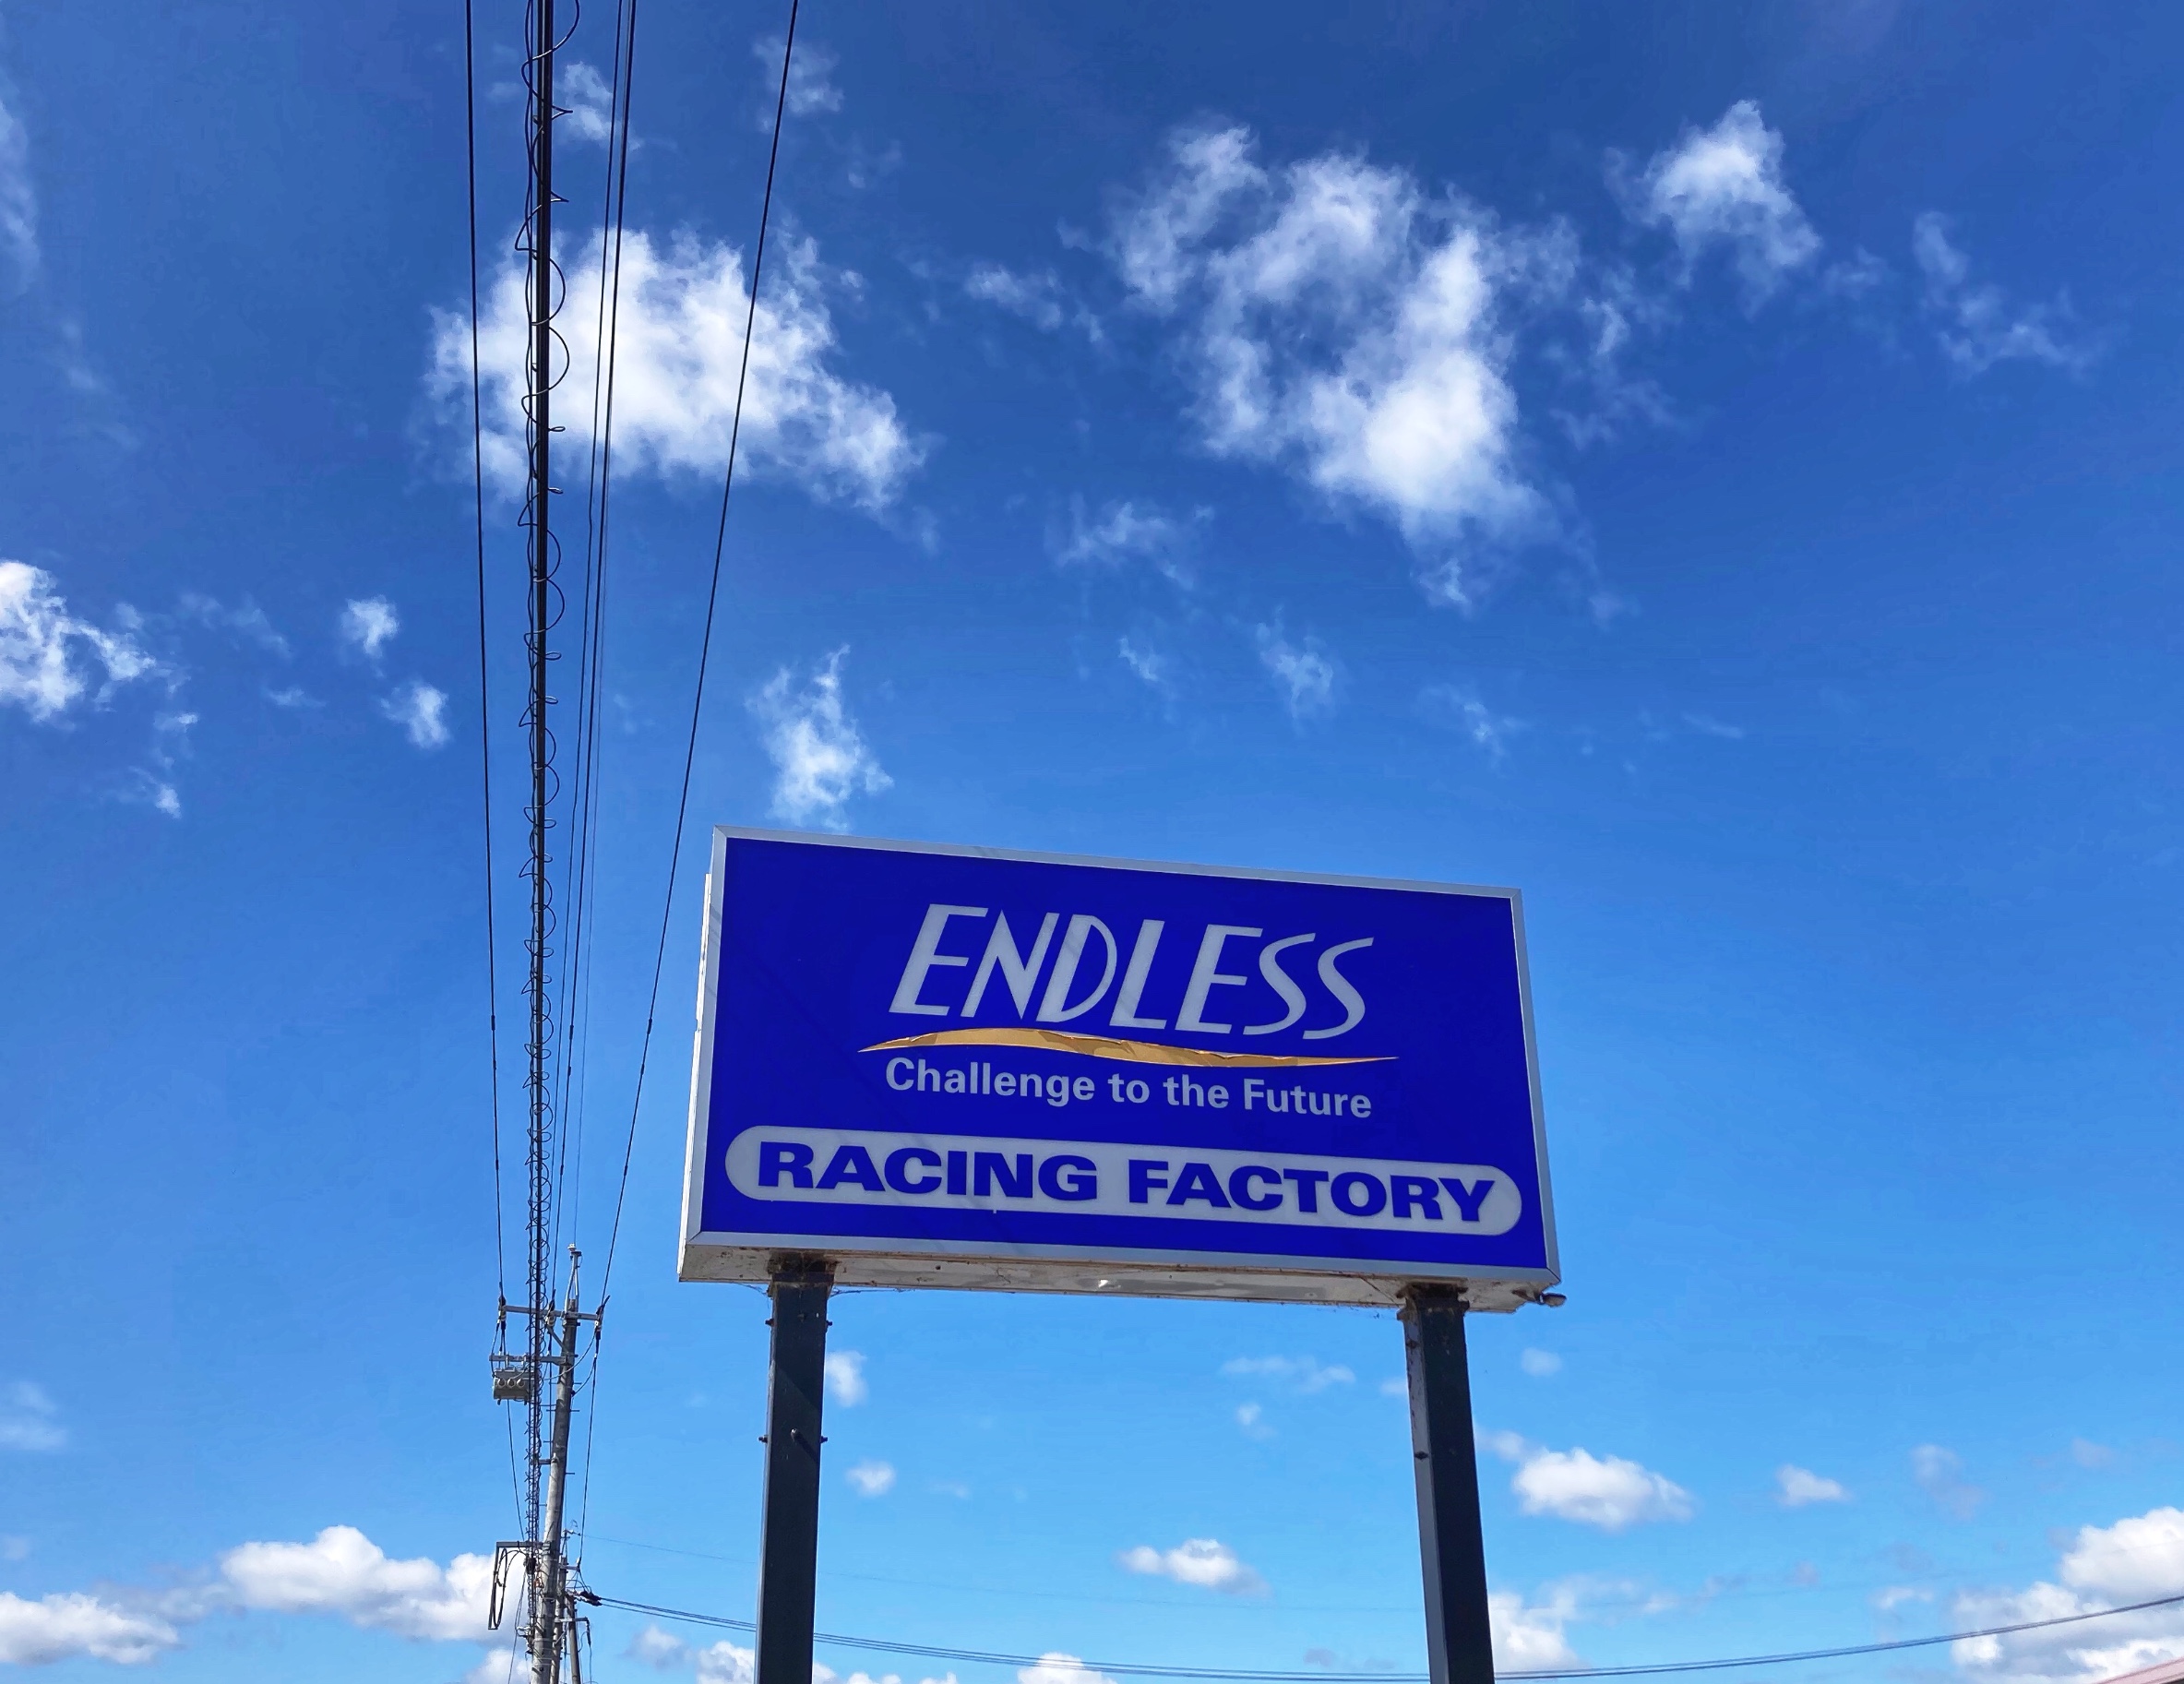 ENDLESS
Challenge to the Future
RACING FACTORY